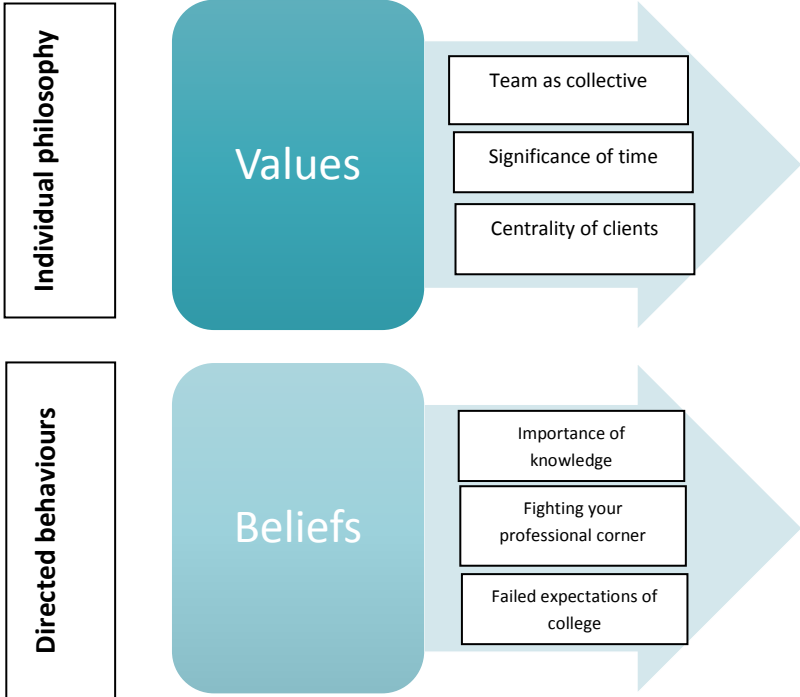 Individual philosophy
Values
Team as collective
Significance of time
Centrality of clients
Directed behaviours
Beliefs
Importance of
knowledge
Fighting your
professional corner
Failed expectations of
college